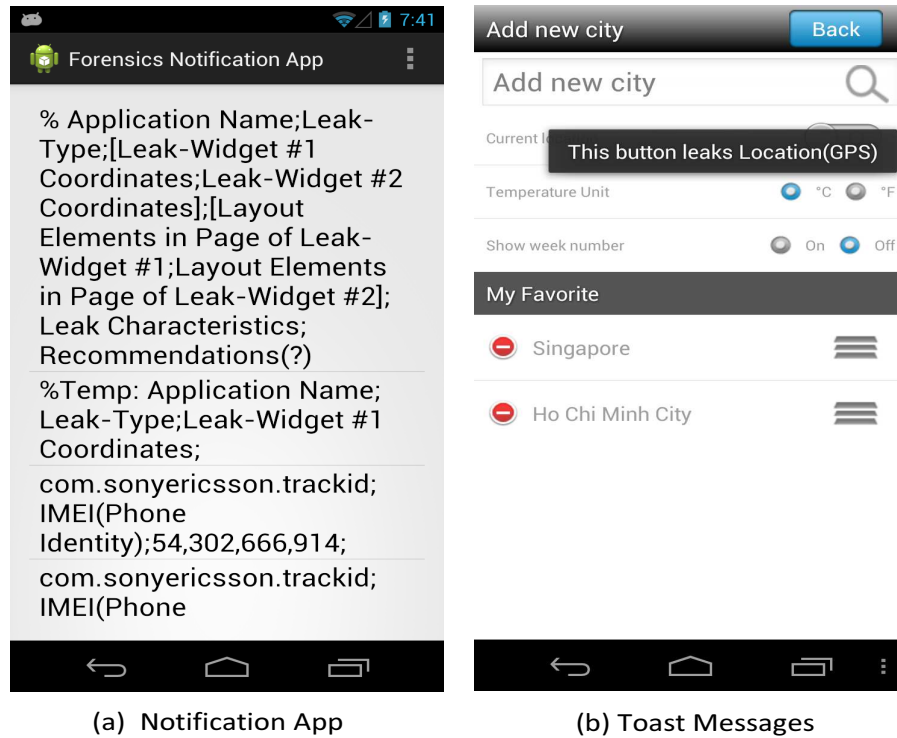 7:41
Forensics Notification App
% Application Name;Leak-
Type;[Leak-Widget #1
Coordinates;Leak-Widget #2
Coordinates];[Layout
Elements in Page of Leak-
Widget #1;Layout Elements
in Page of Leak-Widget #2];
Leak Characteristics;
Recommendations(?)
%Temp: Application Name;
Leak-Type;Leak-Widget #1
Coordinates;
com.sonyericsson.trackid;
IMEI(Phone
Identity);54,302,666,914;
com.sonyericsson.trackid;
IMEI(Phone
(a) Notification App
Add new city Back
Add new city
Current
This button leaks Location(GPS)
Temperature Unit °C °F
Show week number On Off
My Favorite
Singapore
Ho Chi Minh City
(b) Toast Messages